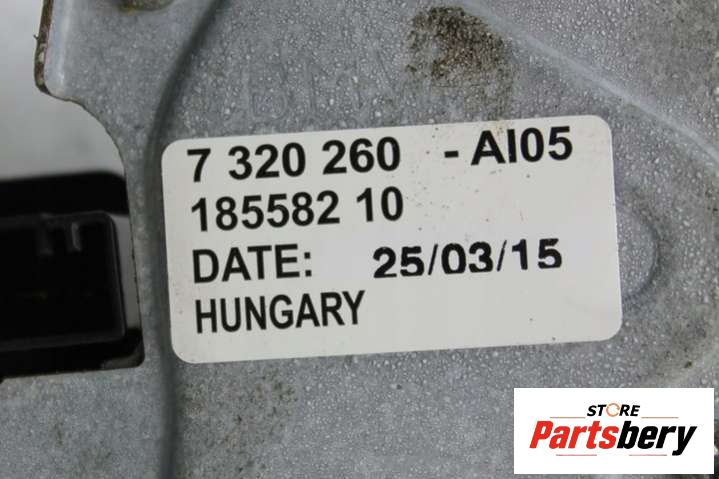 7 320 260 - AI05
185582 10
DATE: 25/03/15
HUNGARY
STORE
Partsbery